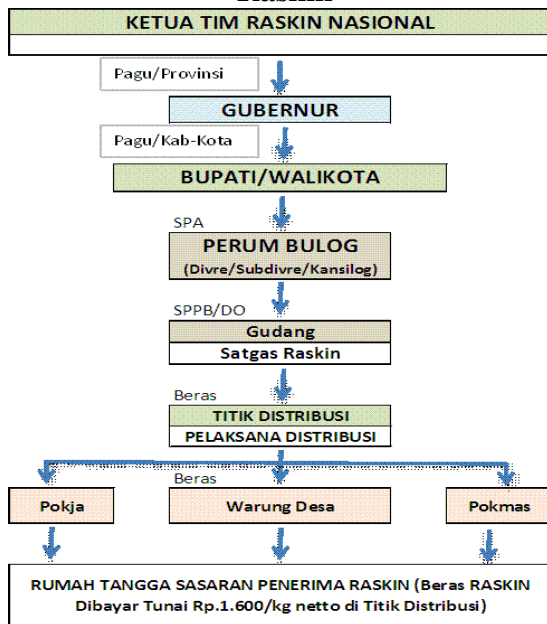 KETUA TIM RASKIN NASIONAL
Pagu/Provinsi
GUBERNUR
Pagu/Kab-Kota
BUPATI/WALIKOTA
SPA
PERUM BULOG
(Divre/Subdivre/Kansilog)
SPPB/DO
Gudang
Satgas Raskin
Beras
TITIK DISTRIBUSI
PELAKSANA DISTRIBUSI
Beras
Pokja
Warung Desa
Pokmas
RUMAH TANGGA SASARAN PENERIMA RASKIN (Beras RASKIN
Dibayar Tunai Rp.1.600/kg netto di Titik Distribusi)